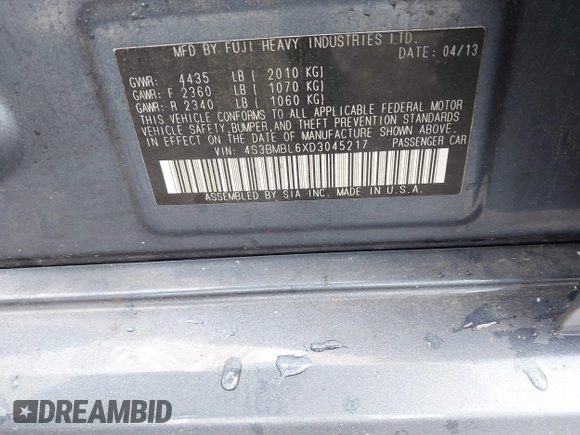 MFD BY FUJI HEAVY INDUSTRIES LTD.
DATE: 04/13
GVWR: 4435 LB ( 2010 KG)
GAWR: F 2360 LB ( 1070 KG)
GAWR: R 2340 LB ( 1060 KG)
THIS VEHICLE CONFORMS TO ALL APPLICABLE FEDERAL MOTOR
VEHICLE SAFETY, BUMPER, AND THEFT PREVENTION STANDARDS
IN EFFECT ON THE DATE OF MANUFACTURE SHOWN ABOVE.
VIN: 4S3BMBL6XD3045217 PASSENGER CAR
ASSEMBLED BY SIA INC. MADE IN U.S.A.
DREAMBID